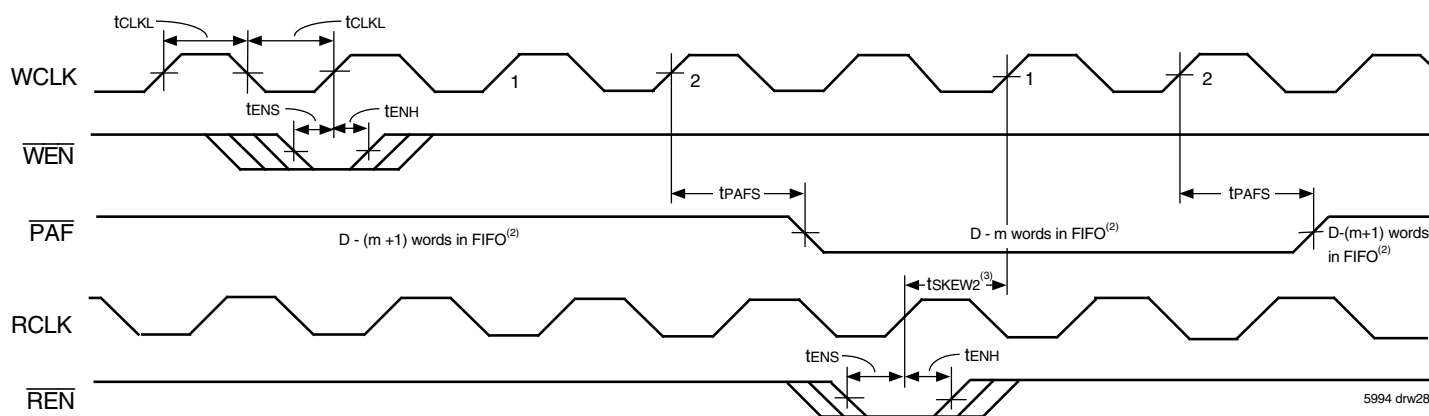 tCLKL tCLKL
WCLK 1 2 1 2
tENS tENH
WEN
tPAFS tPAFS
PAF
D - (m +1) words in FIFO(2) D - m words in FIFO(2) D-(m+1) words in FIFO(2)
tSKEW2(3)
RCLK
tENS tENH
REN
5994 drw28